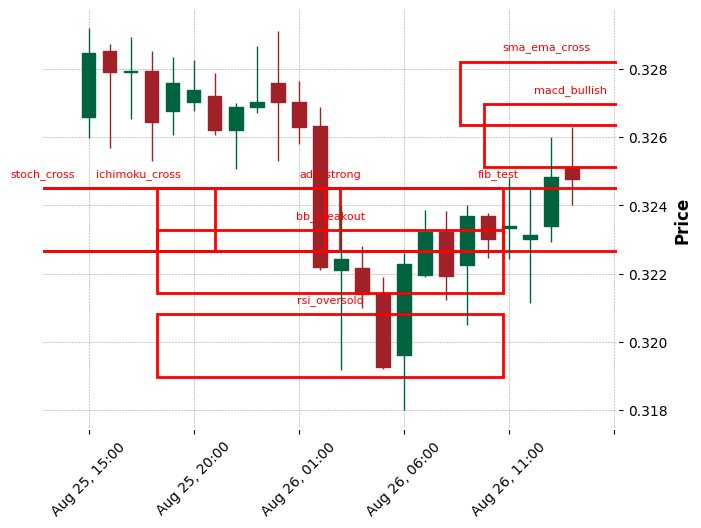 sma_ema_cross
0.328
macd_bullish
0.326
stoch_cross
ichimoku_cross
fib_test
0.324
Price
0.322
rsi_oversold
0.320
0.318
Aug 25, 15:00
Aug 25, 20:00
Aug 26, 01:00
Aug 26, 06:00
Aug 26, 11:00